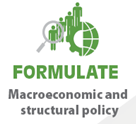 FORMULATE
Macroeconomic and
structural policy